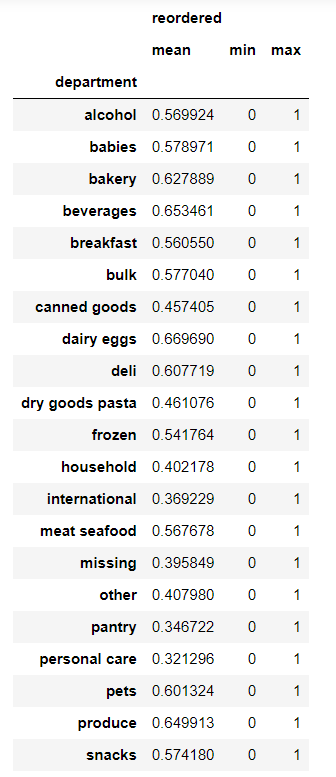 reordered
mean min max
department
alcohol 0.569924 0 1
babies 0.578971 0 1
bakery 0.627889 0 1
beverages 0.653461 0 1
breakfast 0.560550 0 1
bulk 0.577040 0 1
canned goods 0.457405 0 1
dairy eggs 0.669690 0 1
deli 0.607719 0 1
dry goods pasta 0.461076 0 1
frozen 0.541764 0 1
household 0.402178 0 1
international 0.369229 0 1
meat seafood 0.567678 0 1
missing 0.395849 0 1
other 0.407980 0 1
pantry 0.346722 0 1
personal care 0.321296 0 1
pets 0.601324 0 1
produce 0.649913 0 1
snacks 0.574180 0 1